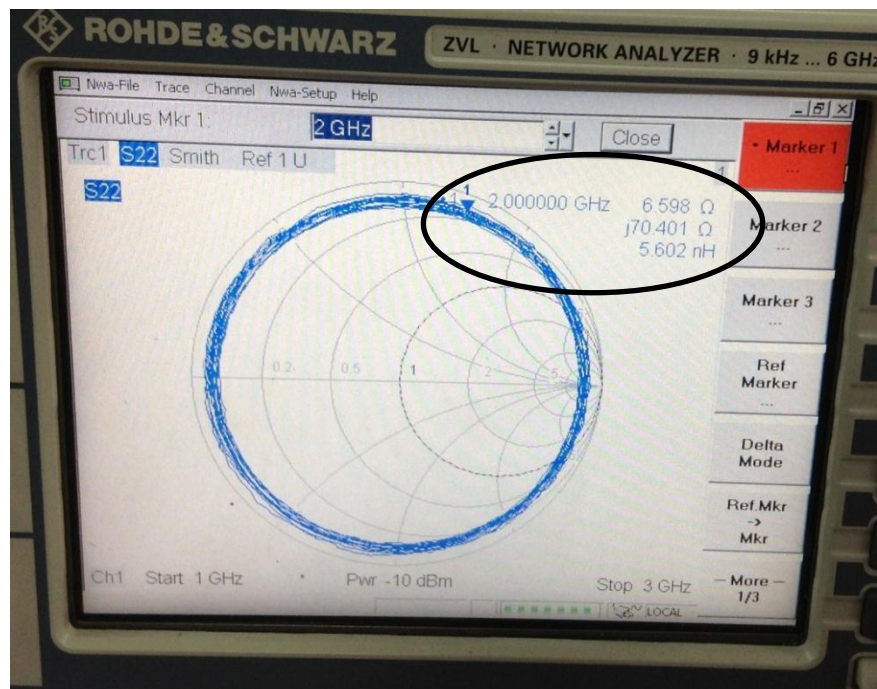 ROHDE&SCHWARZ
ZVL · NETWORK ANALYZER · 9 kHz ... 6 GHz
Nwa-File Trace Channel Nwa-Setup Help
Stimulus Mkr 1: 2 GHz Close
Trc1 S22 Smith Ref 1 U 1
S22
1 2.000000 GHz 6.598 Ω
j70.401 Ω
5.602 nH
0.2 0.5 1 2 5
Ch1 Start 1 GHz Pwr -10 dBm Stop 3 GHz
LOCAL
• Marker 1
...
Marker 2
...
Marker 3
...
Ref
Marker
...
Delta
Mode
Ref.Mkr
->
Mkr
— More —
1/3